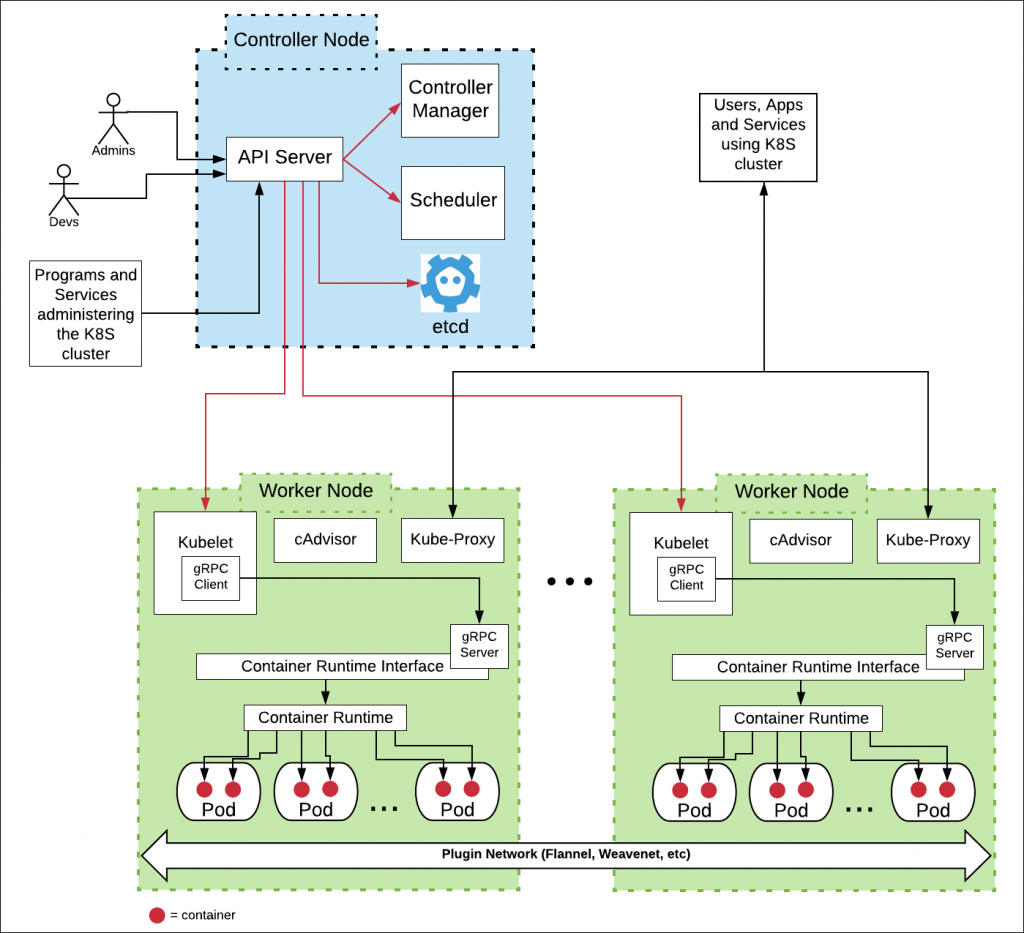 Controller Node
Controller
Manager
API Server
Scheduler
etcd
Admins
Devs
Programs and
Services
administering
the K8S
cluster
Users, Apps
and Services
using K8S
cluster
Worker Node
Kubelet
gRPC
Client
cAdvisor
Kube-Proxy
gRPC
Server
Container Runtime Interface
Container Runtime
Pod
Pod
...
Pod
...
Worker Node
Kubelet
gRPC
Client
cAdvisor
Kube-Proxy
gRPC
Server
Container Runtime Interface
Container Runtime
Pod
Pod
...
Pod
Plugin Network (Flannel, Weavenet, etc)
= container